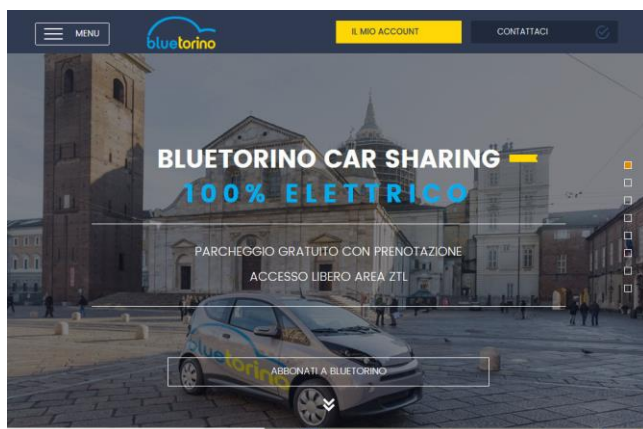 MENU
bluetorino
IL MIO ACCOUNT
CONTATTACI
BLUETORINO CAR SHARING
100% ELETTRICO
PARCHEGGIO GRATUITO CON PRENOTAZIONE
ACCESSO LIBERO AREA ZTL
bluetorino
ABBONATI A BLUETORINO